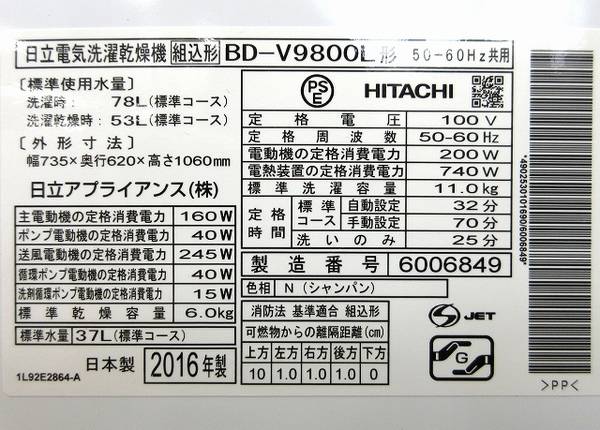 日立電気洗濯乾燥機 組込形 BD-V9800L形 50-60Hz共用
〔標準使用水量〕
洗濯時: 78L(標準コース)
洗濯乾燥時: 53L(標準コース)
〔外形寸法〕
幅735×奥行620×高さ1060mm
日立アプライアンス(株)
主電動機の定格消費電力 160W
ポンプ電動機の定格消費電力 40W
送風電動機の定格消費電力 245W
循環ポンプ電動機の定格消費電力 40W
洗剤循環ポンプ電動機の定格消費電力 15W
標準乾燥容量 6.0kg
標準水量 37L(標準コース)
日本製 2016年製
1L92E2864-A
PSE HITACHI
定格電圧 100V
定格周波数 50-60Hz
電動機の定格消費電力 200W
電熱装置の定格消費電力 740W
標準洗濯容量 11.0kg
定格時間 標準コース 自動設定 32分
手動設定 70分
洗いのみ 25分
製造番号 6006849
色相 N(シャンパン)
消防法 基準適合 組込形
可燃物からの離隔距離(cm)
上方 左方 右方 後方 下方
10 1.0 1.0 1.0 0
S JET
G
*4902530101690/6006849*
>PP<